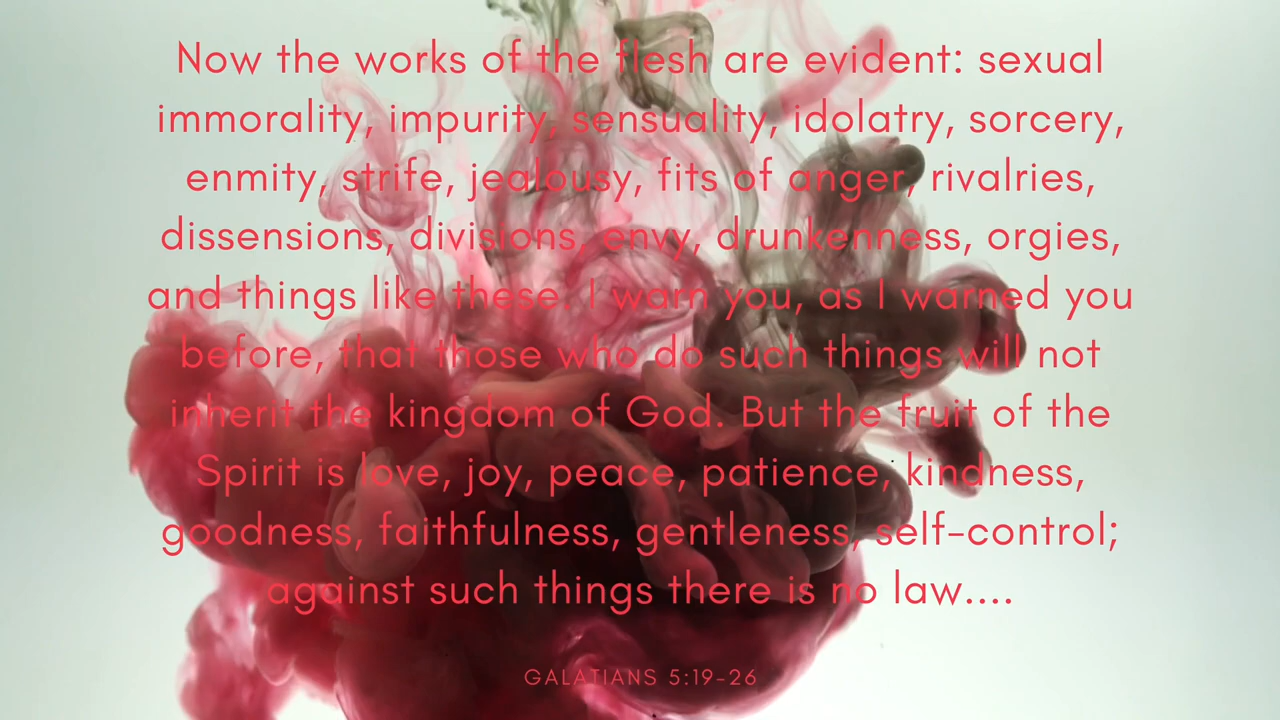 Now the works of the flesh are evident: sexual
immorality, impurity, sensuality, idolatry, sorcery,
enmity, strife, jealousy, fits of anger, rivalries,
dissensions, divisions, envy, drunkenness, orgies,
and things like these. I warn you, as I warned you
before, that those who do such things will not
inherit the kingdom of God. But the fruit of the
Spirit is love, joy, peace, patience, kindness,
goodness, faithfulness, gentleness, self-control;
against such things there is no law....
GALATIANS 5:19-26